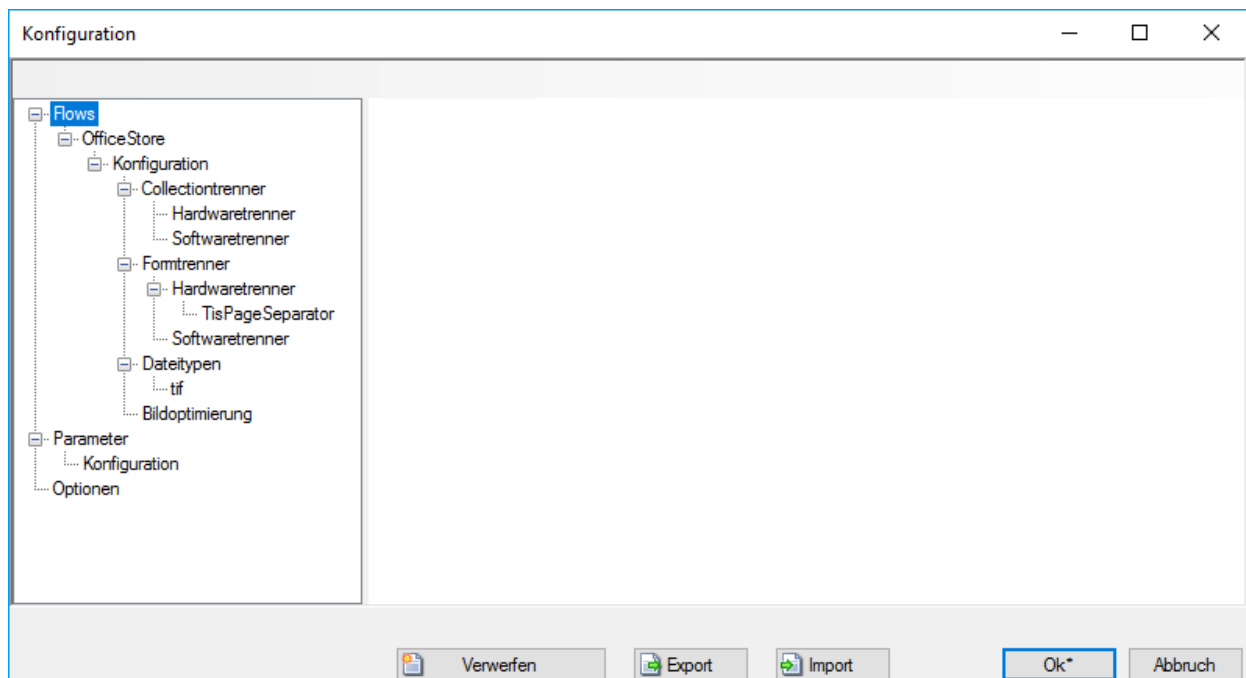 Konfiguration
Flows
OfficeStore
Konfiguration
Collectiontrenner
Hardwaretrenner
Softwaretrenner
Formtrenner
Hardwaretrenner
TisPageSeparator
Softwaretrenner
Dateitypen
tif
Bildoptimierung
Parameter
Konfiguration
Optionen
Verwerfen Export Import Ok* Abbruch